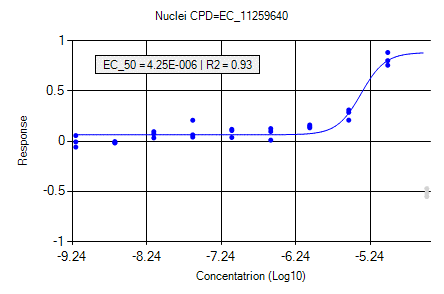 Nuclei CPD=EC_11259640
EC_50 = 4.25E-006 | R2 = 0.93
1
0.5
0
-0.5
-1
Response
-9.24 -8.24 -7.24 -6.24 -5.24
Concentatrion (Log10)